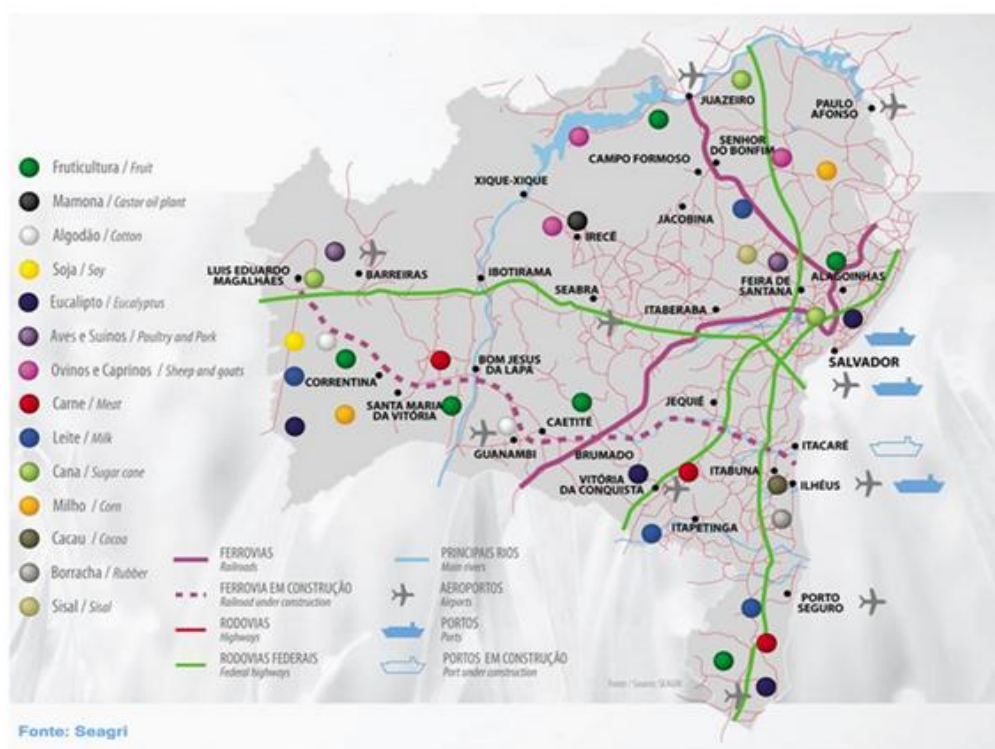 Fruticultura / Fruit
Mamona / Castor oil plant
Algodão / Cotton
Soja / Soy
Eucalipto / Eucalyptus
Aves e Suínos / Poultry and Pork
Ovinos e Caprinos / Sheep and goats
Carne / Meat
Leite / Milk
Cana / Sugar cane
Milho / Corn
Cacau / Cocoa
Borracha / Rubber
Sisal / Sisal
JUAZEIRO
PAULO
AFONSO
SENHOR
DO BONFIM
CAMPO FORMOSO
XIQUE-XIQUE
JACOBINA
IRECÊ
LUIS EDUARDO
MAGALHÃES
BARREIRAS
IBOTIRAMA
SEABRA
FEIRA DE
SANTANA
ALAGOINHAS
ITABERABA
SALVADOR
BOM JESUS
DA LAPA
CORRENTINA
SANTA MARIA
DA VITÓRIA
JEQUIÉ
CAETITÉ
GUANAMBI
BRUMADO
ITACARÉ
ITABUNA
ILHÉUS
VITÓRIA
DA CONQUISTA
ITAPETINGA
PORTO
SEGURO
FERROVIAS
Railroads
FERROVIA EM CONSTRUÇÃO
Railroad under construction
RODOVIAS
Highways
RODOVIAS FEDERAIS
Federal highways
PRINCIPAIS RIOS
Main rivers
AEROPORTOS
Airports
PORTOS
Ports
PORTOS EM CONSTRUÇÃO
Port under construction
Fonte / Source: SEAGRI
Fonte: Seagri